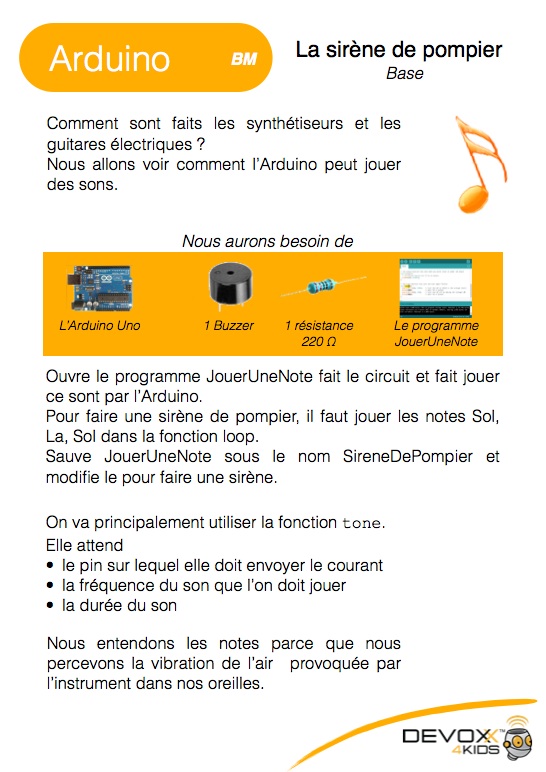 Arduino BM
La sirène de pompier
Base
Comment sont faits les synthétiseurs et les
guitares électriques ?
Nous allons voir comment l'Arduino peut jouer
des sons.
Nous aurons besoin de
L'Arduino Uno
1 Buzzer
1 résistance
220 Ω
Le programme
JouerUneNote
Ouvre le programme JouerUneNote fait le circuit et fait jouer
ce sont par l'Arduino.
Pour faire une sirène de pompier, il faut jouer les notes Sol,
La, Sol dans la fonction loop.
Sauve JouerUneNote sous le nom SireneDePompier et
modifie le pour faire une sirène.
On va principalement utiliser la fonction tone.
Elle attend
• le pin sur lequel elle doit envoyer le courant
• la fréquence du son que l'on doit jouer
• la durée du son
Nous entendons les notes parce que nous
percevons la vibration de l'air provoquée par
l'instrument dans nos oreilles.
DEVOXX™
4KIDS